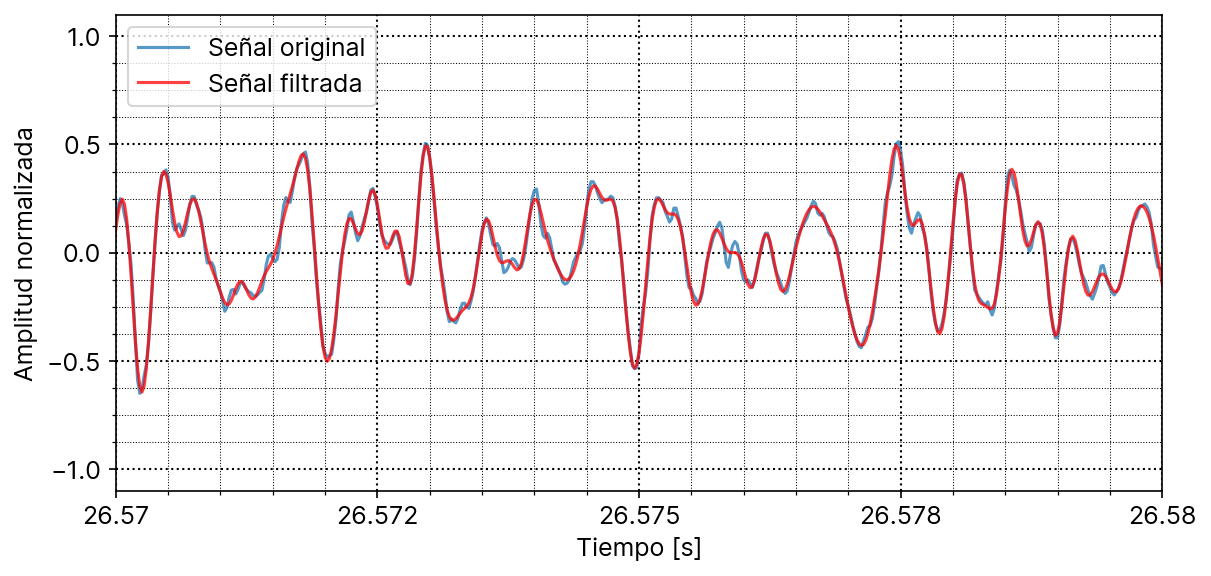 Señal original
Señal filtrada
Amplitud normalizada
1.0
0.5
0.0
−0.5
−1.0
26.57 26.572 26.575 26.578 26.58
Tiempo [s]